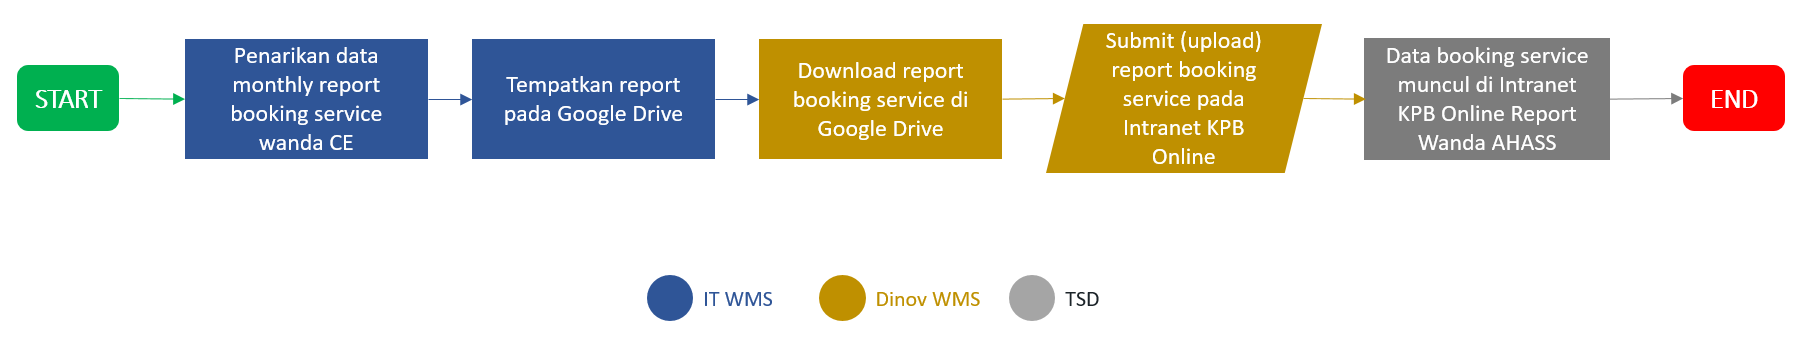 START
Penarikan data
monthly report
booking service
wanda CE
Tempatkan report
pada Google Drive
Download report
booking service di
Google Drive
Submit (upload)
report booking
service pada
Intranet KPB
Online
Data booking service
muncul di Intranet
KPB Online Report
Wanda AHASS
END
IT WMS
Dinov WMS
TSD